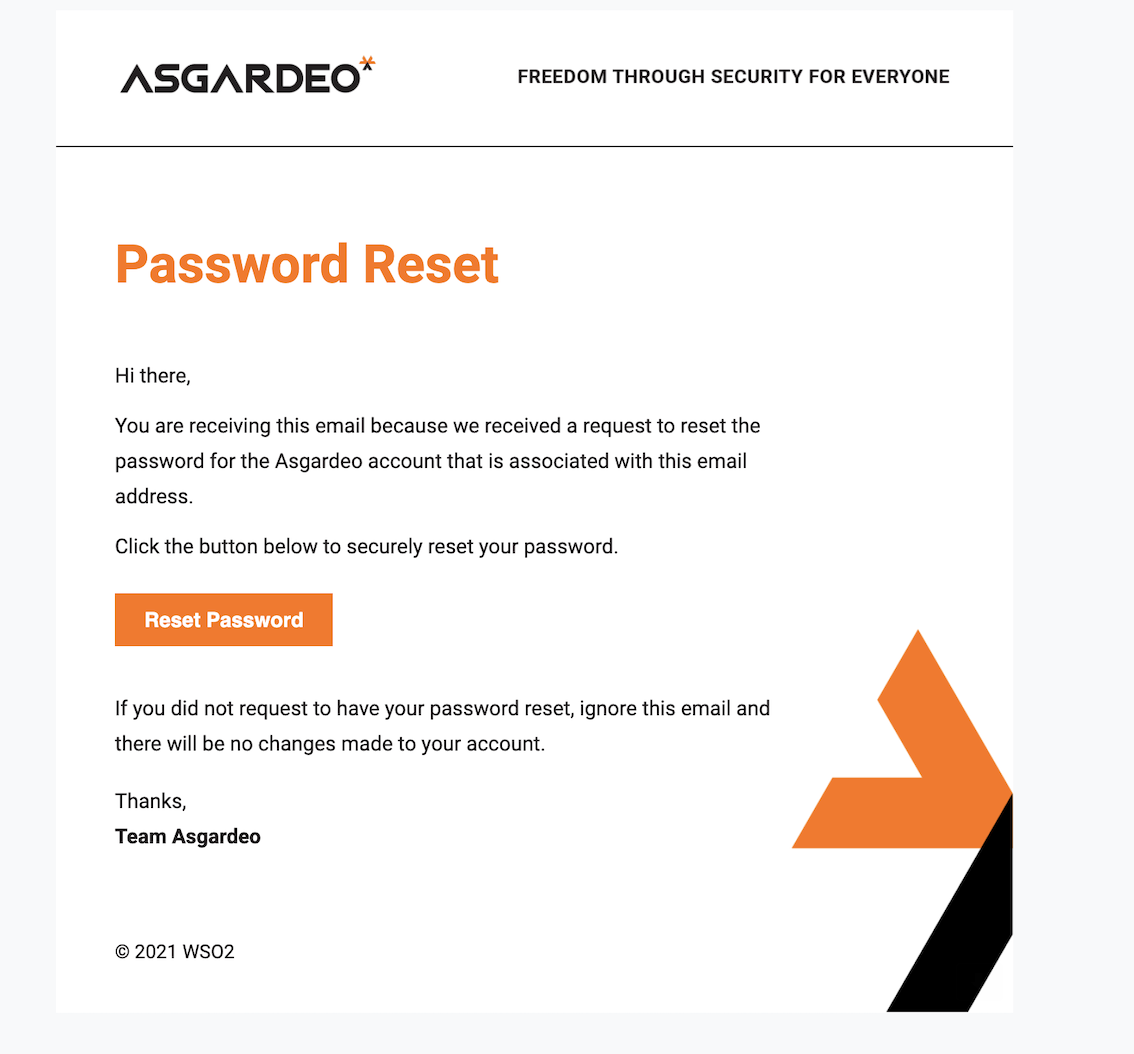 ASGARDEO
FREEDOM THROUGH SECURITY FOR EVERYONE
Password Reset
Hi there,
You are receiving this email because we received a request to reset the
password for the Asgardeo account that is associated with this email
address.
Click the button below to securely reset your password.
Reset Password
If you did not request to have your password reset, ignore this email and
there will be no changes made to your account.
Thanks,
Team Asgardeo
© 2021 WSO2